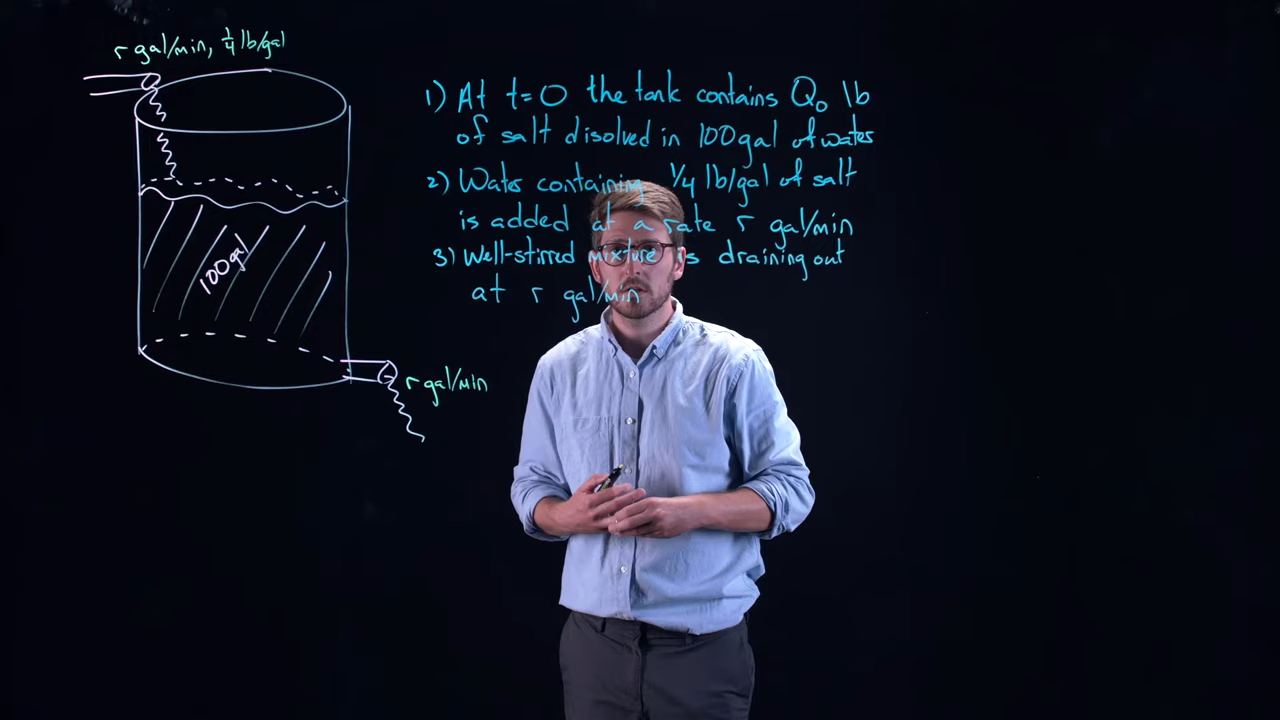 r gal/min, 1/4 lb/gal
1) At t=0 the tank contains Q₀ lb
of salt disolved in 100gal of water
2) Water containing 1/4 lb/gal of salt
is added at a rate r gal/min
3) Well-stirred mixture is draining out
at r gal/min
100gal
r gal/min